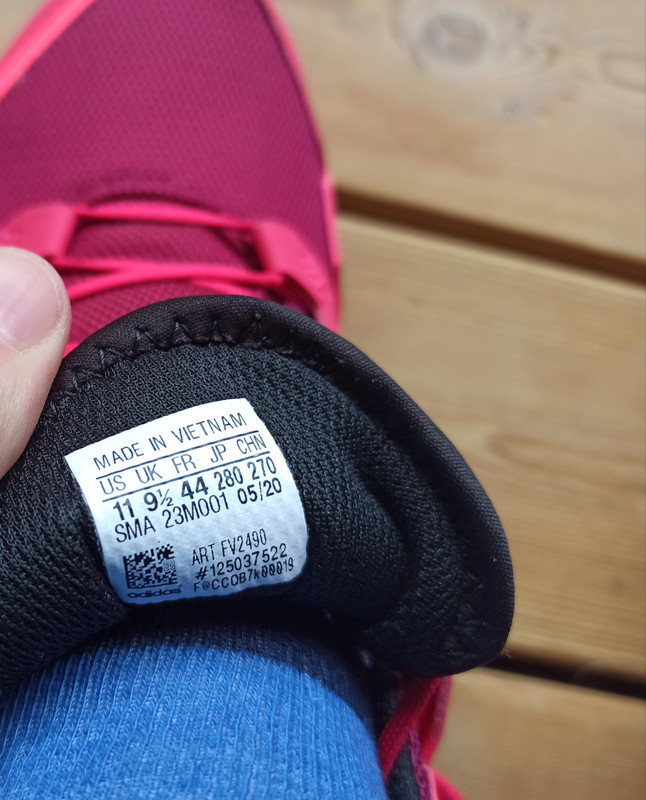 MADE IN VIETNAM
US UK FR JP CHN
11 9½ 44 280 270
SMA 23M001 05/20
ART FV2490
#125037522
F@CCQB7k00019
adidas